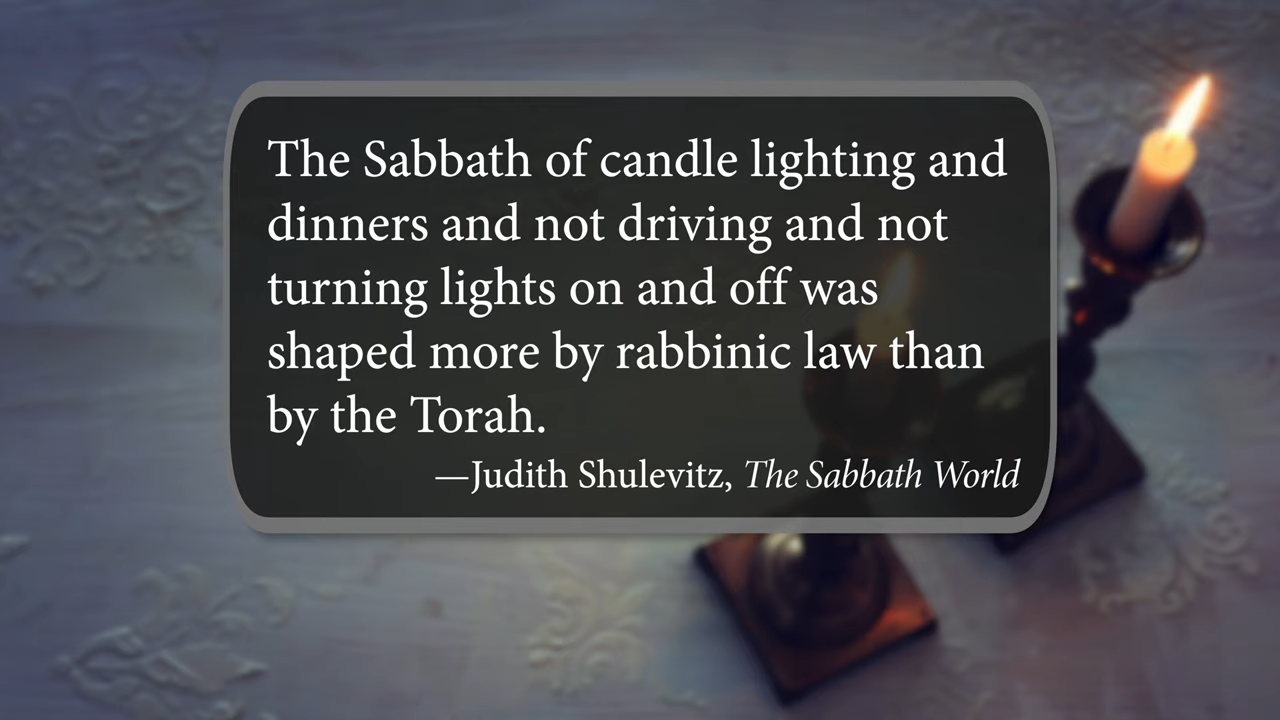 The Sabbath of candle lighting and
dinners and not driving and not
turning lights on and off was
shaped more by rabbinic law than
by the Torah.
—Judith Shulevitz, The Sabbath World